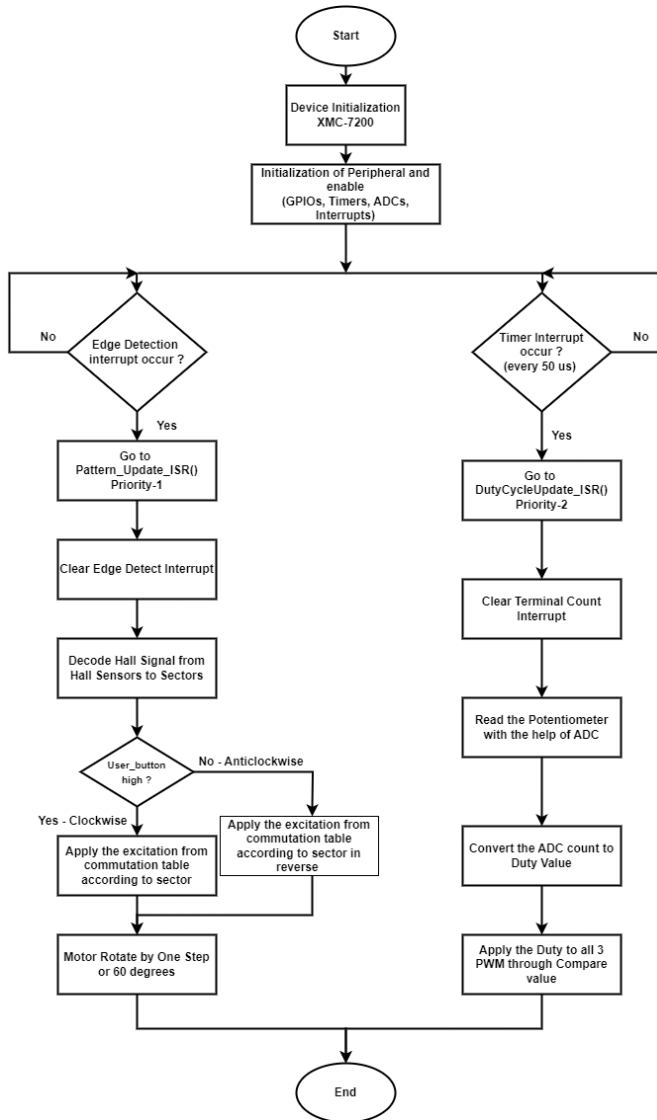 Start
Device Initialization
XMC-7200
Initialization of Peripheral and
enable
(GPIOs, Timers, ADCs,
Interrupts)
No
Edge Detection
interrupt occur ?
Yes
Go to
Pattern_Update_ISR()
Priority-1
Clear Edge Detect Interrupt
Decode Hall Signal from
Hall Sensors to Sectors
User_button
high ?
No - Anticlockwise
Yes - Clockwise
Apply the excitation from
commutation table
according to sector
Apply the excitation from
commutation table
according to sector in
reverse
Motor Rotate by One Step
or 60 degrees
Timer Interrupt
occur ?
(every 50 us)
No
Yes
Go to
DutyCycleUpdate_ISR()
Priority-2
Clear Terminal Count
Interrupt
Read the Potentiometer
with the help of ADC
Convert the ADC count to
Duty Value
Apply the Duty to all 3
PWM through Compare
value
End